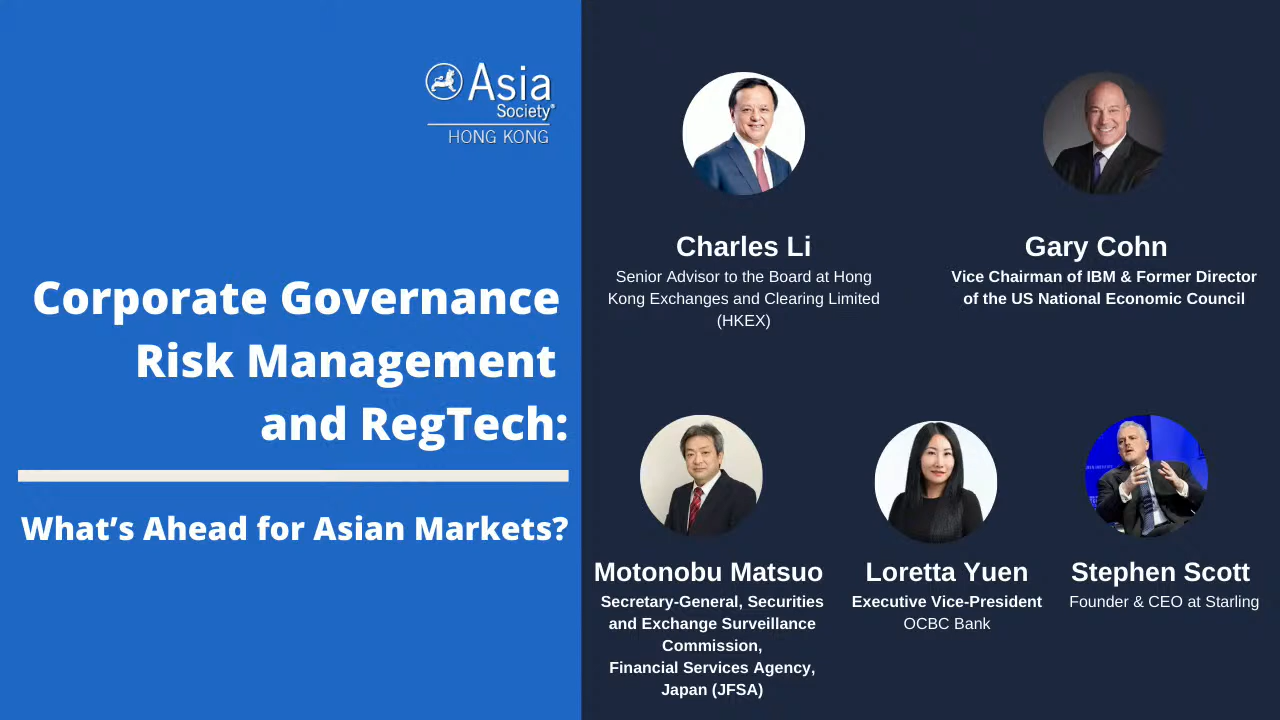 Asia
Society®
HONG KONG
Corporate Governance
Risk Management
and RegTech:
What's Ahead for Asian Markets?
Charles Li
Senior Advisor to the Board at Hong
Kong Exchanges and Clearing Limited
(HKEX)
Gary Cohn
Vice Chairman of IBM & Former Director
of the US National Economic Council
Motonobu Matsuo
Secretary-General, Securities
and Exchange Surveillance
Commission,
Financial Services Agency,
Japan (JFSA)
Loretta Yuen
Executive Vice-President
OCBC Bank
Stephen Scott
Founder & CEO at Starling